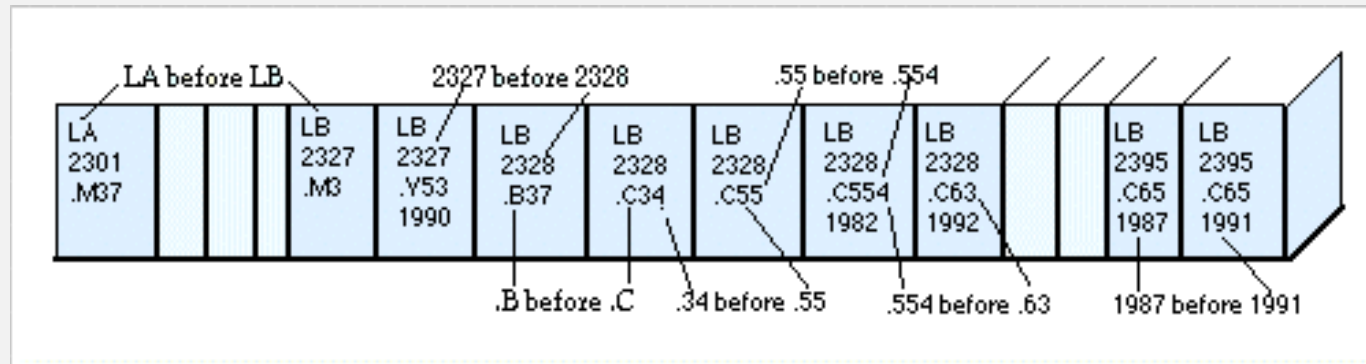 LA before LB
2327 before 2328
.55 before .554
LA
2301
.M37
LB
2327
.M3
LB
2327
.Y53
1990
LB
2328
.B37
LB
2328
.C34
LB
2328
.C55
LB
2328
.C554
1982
LB
2328
.C63
1992
LB
2395
.C65
1987
LB
2395
.C65
1991
.B before .C
.34 before .55
.554 before .63
1987 before 1991